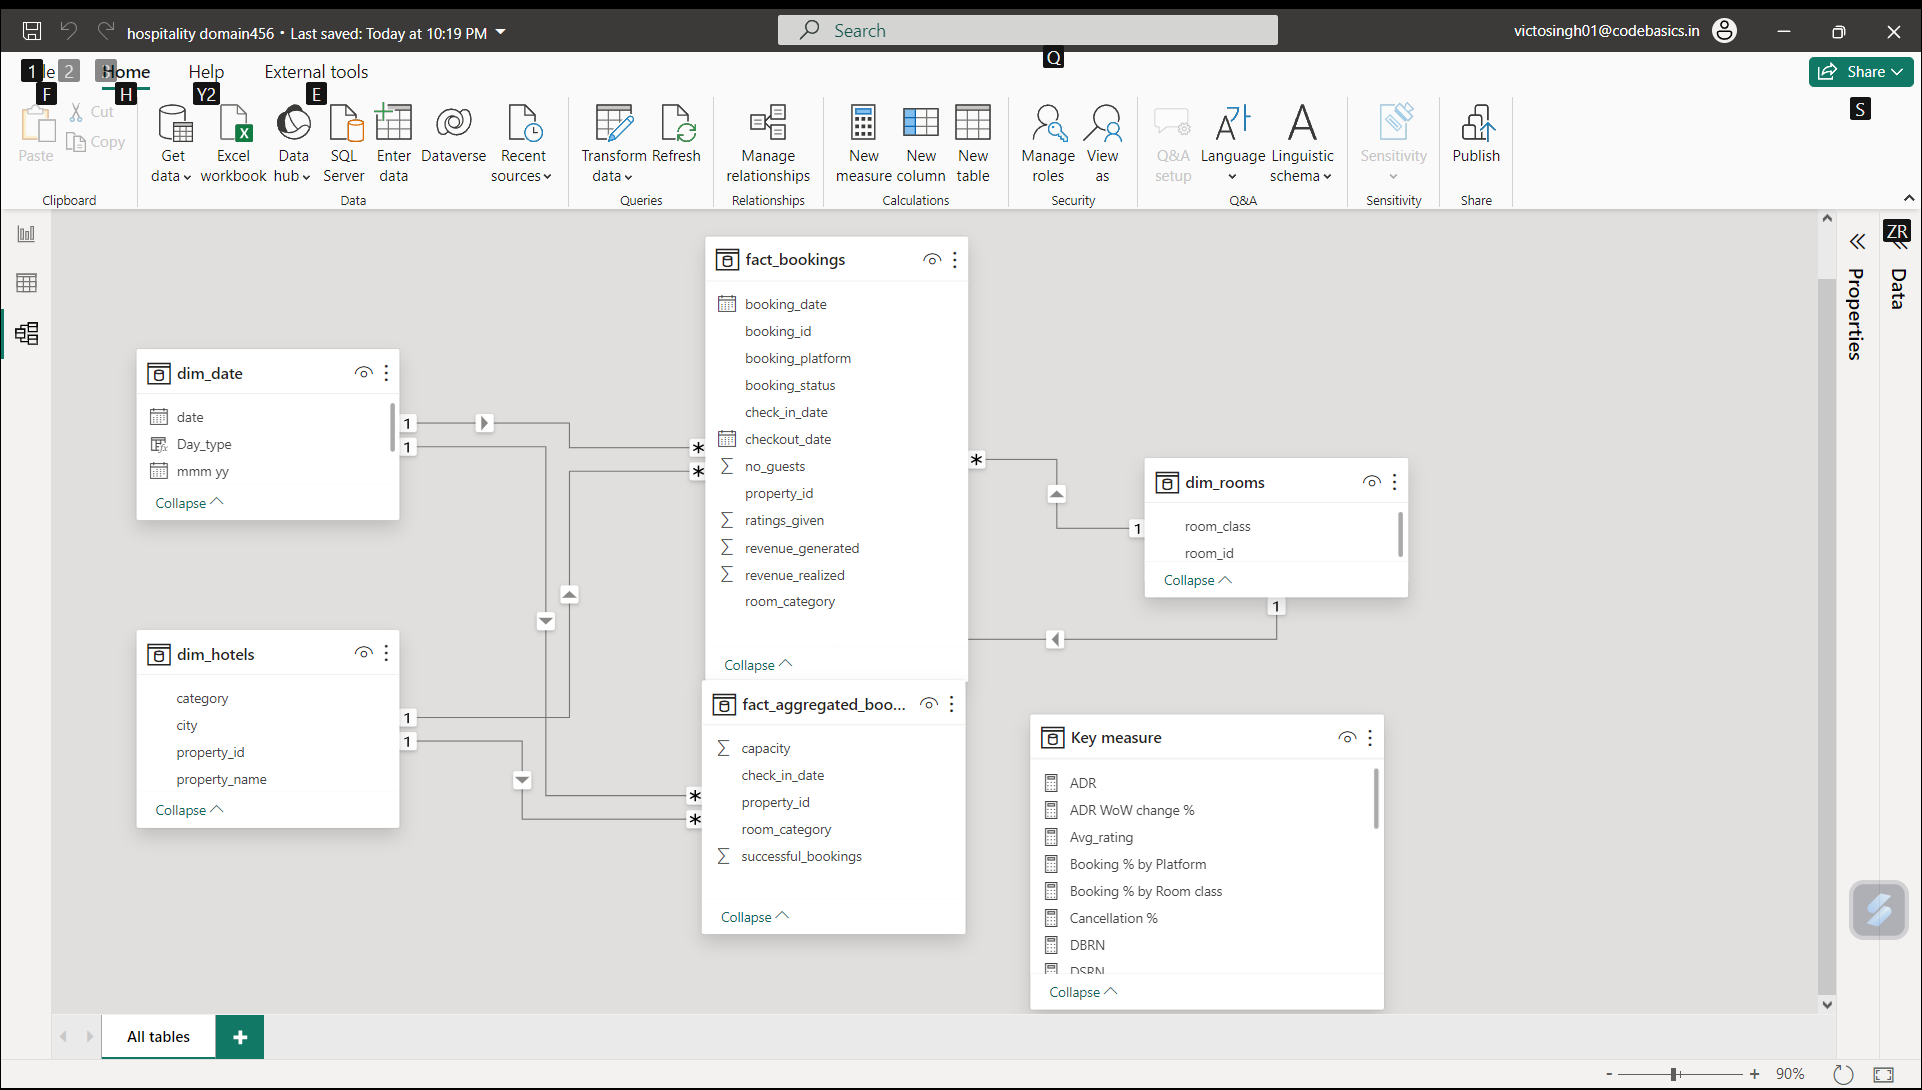 hospitality domain456 • Last saved: Today at 10:19 PM
Search
victosingh01@codebasics.in
Q
1 le 2 3 Home Help External tools
F H Y2 E
Share
S
Paste
Cut
Copy
Get data
Excel workbook
Data hub
SQL Server
Enter data
Dataverse
Recent sources
Transform data
Refresh
Manage relationships
New measure
New column
New table
Manage roles
View as
Q&A setup
Language
Linguistic schema
Sensitivity
Publish
Clipboard
Data
Queries
Relationships
Calculations
Security
Q&A
Sensitivity
Share
ZR
Properties
Data
fact_bookings
booking_date
booking_id
booking_platform
booking_status
check_in_date
checkout_date
no_guests
property_id
ratings_given
revenue_generated
revenue_realized
room_category
Collapse
dim_date
date
Day_type
mmm yy
Collapse
1
1
*
*
*
dim_rooms
room_class
room_id
Collapse
1
1
dim_hotels
category
city
property_id
property_name
Collapse
1
1
*
*
fact_aggregated_boo...
capacity
check_in_date
property_id
room_category
successful_bookings
Collapse
Key measure
ADR
ADR WoW change %
Avg_rating
Booking % by Platform
Booking % by Room class
Cancellation %
DBRN
DSRN
Collapse
All tables
+
- + 90%